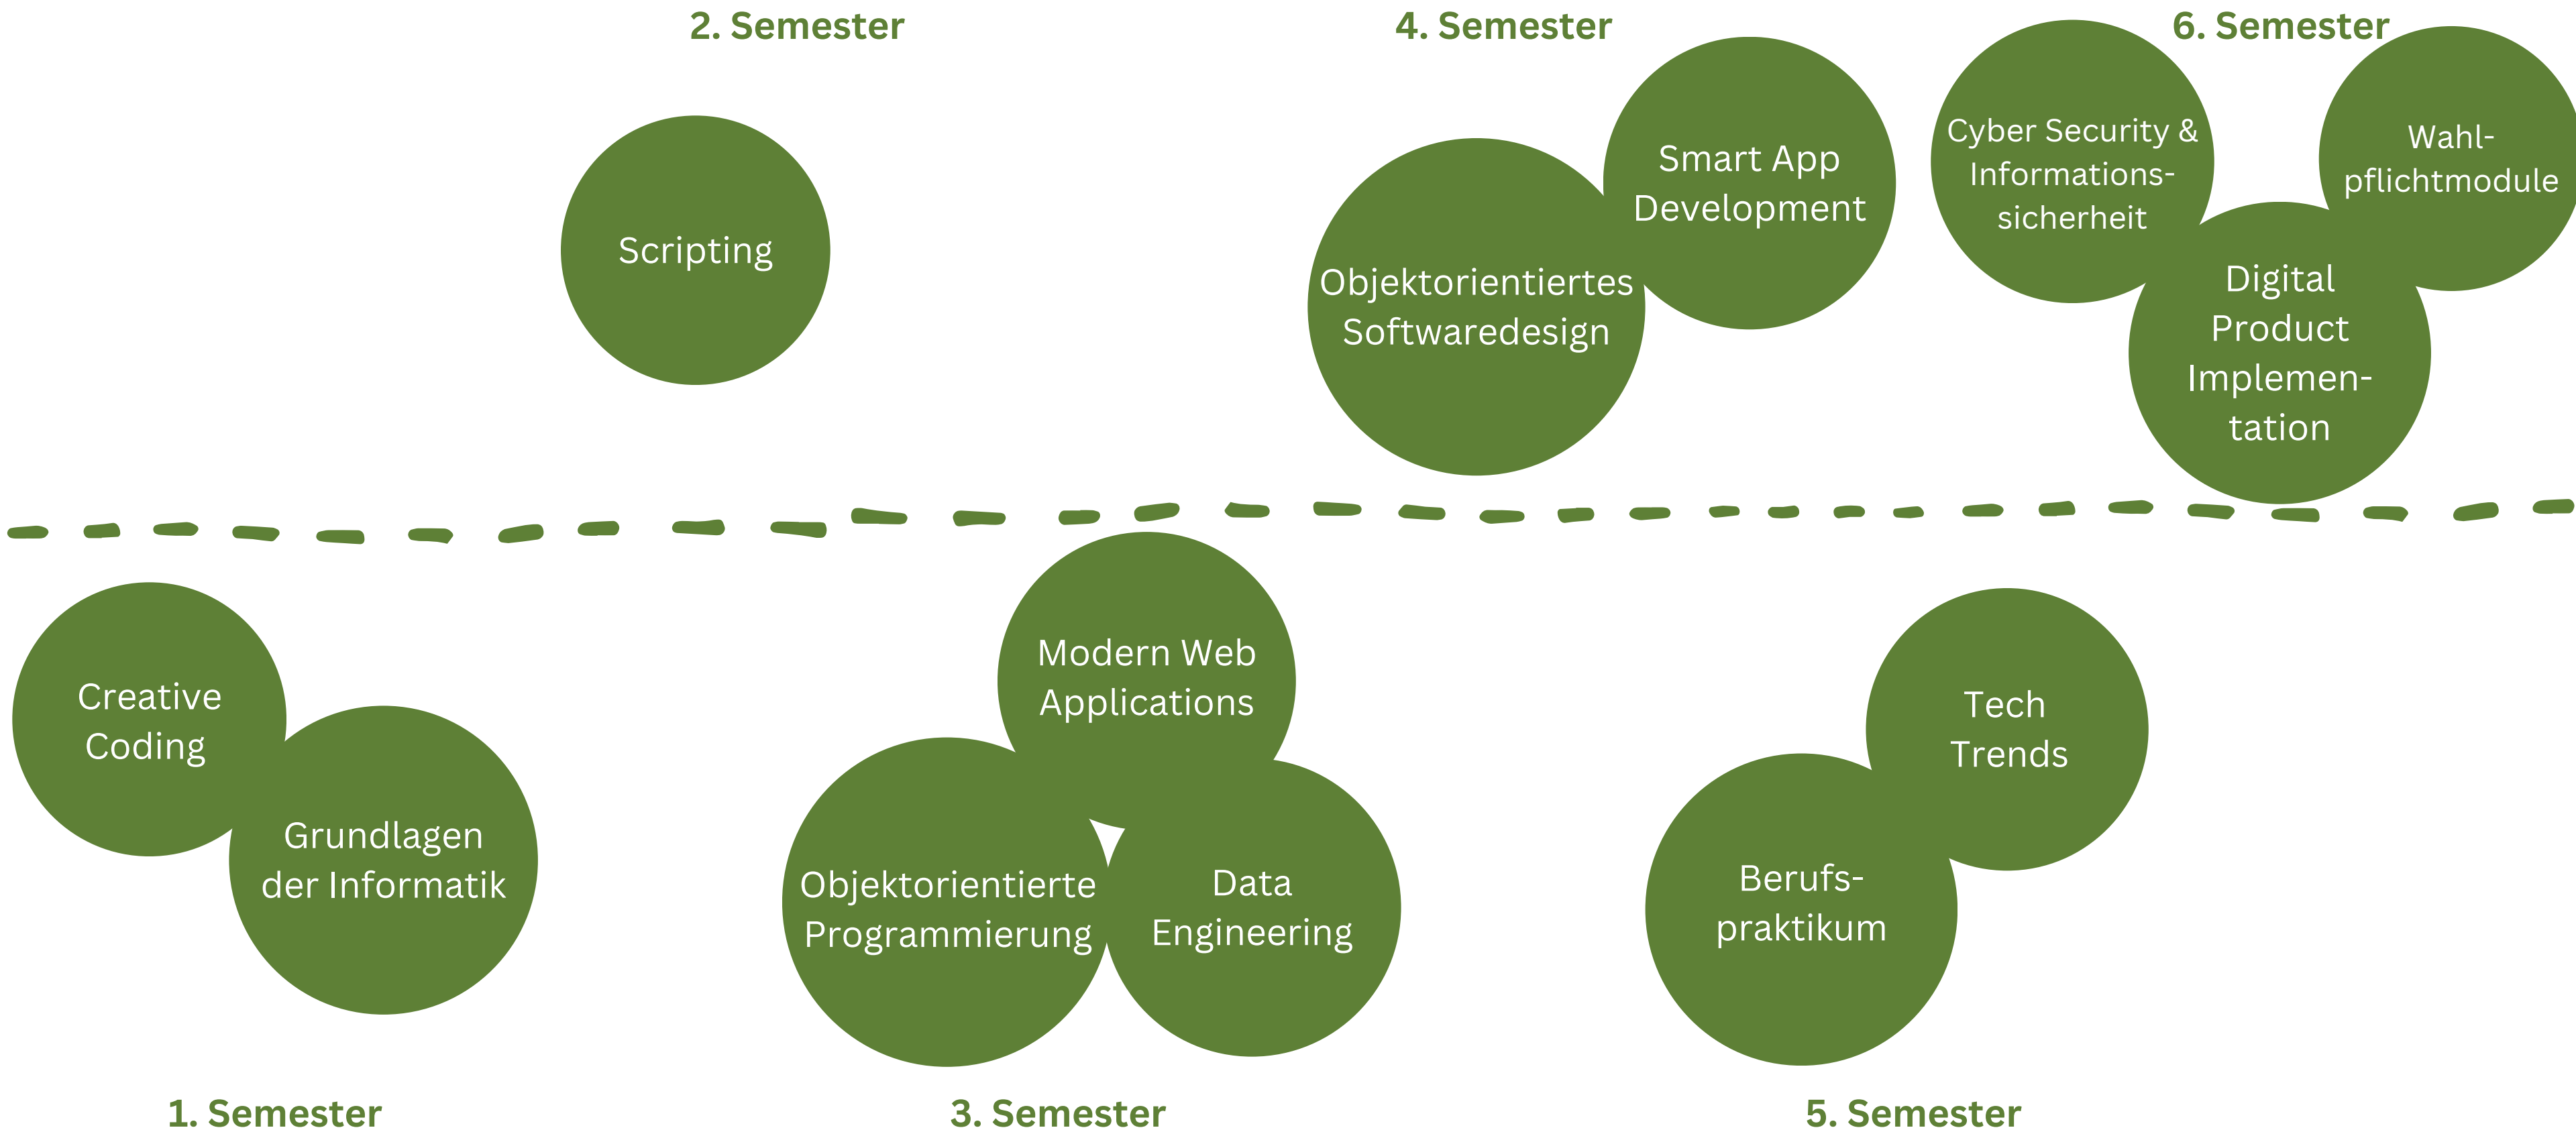 2. Semester
4. Semester
6. Semester
Scripting
Objektorientiertes
Softwaredesign
Smart App
Development
Cyber Security &
Informations-
sicherheit
Digital
Product
Implemen-
tation
Wahl-
pflichtmodule
Creative
Coding
Grundlagen
der Informatik
Modern Web
Applications
Objektorientierte
Programmierung
Data
Engineering
Tech
Trends
Berufs-
praktikum
1. Semester
3. Semester
5. Semester